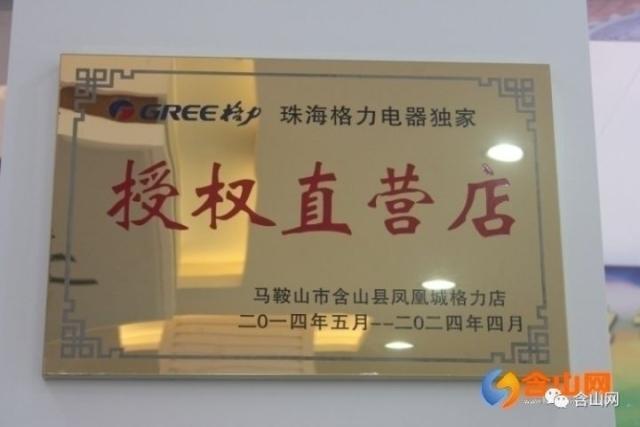 GREE格力 珠海格力电器独家
授权直营店
马鞍山市含山县凤凰城格力店
二0一四年五月--二0二四年四月
含山网
含山网